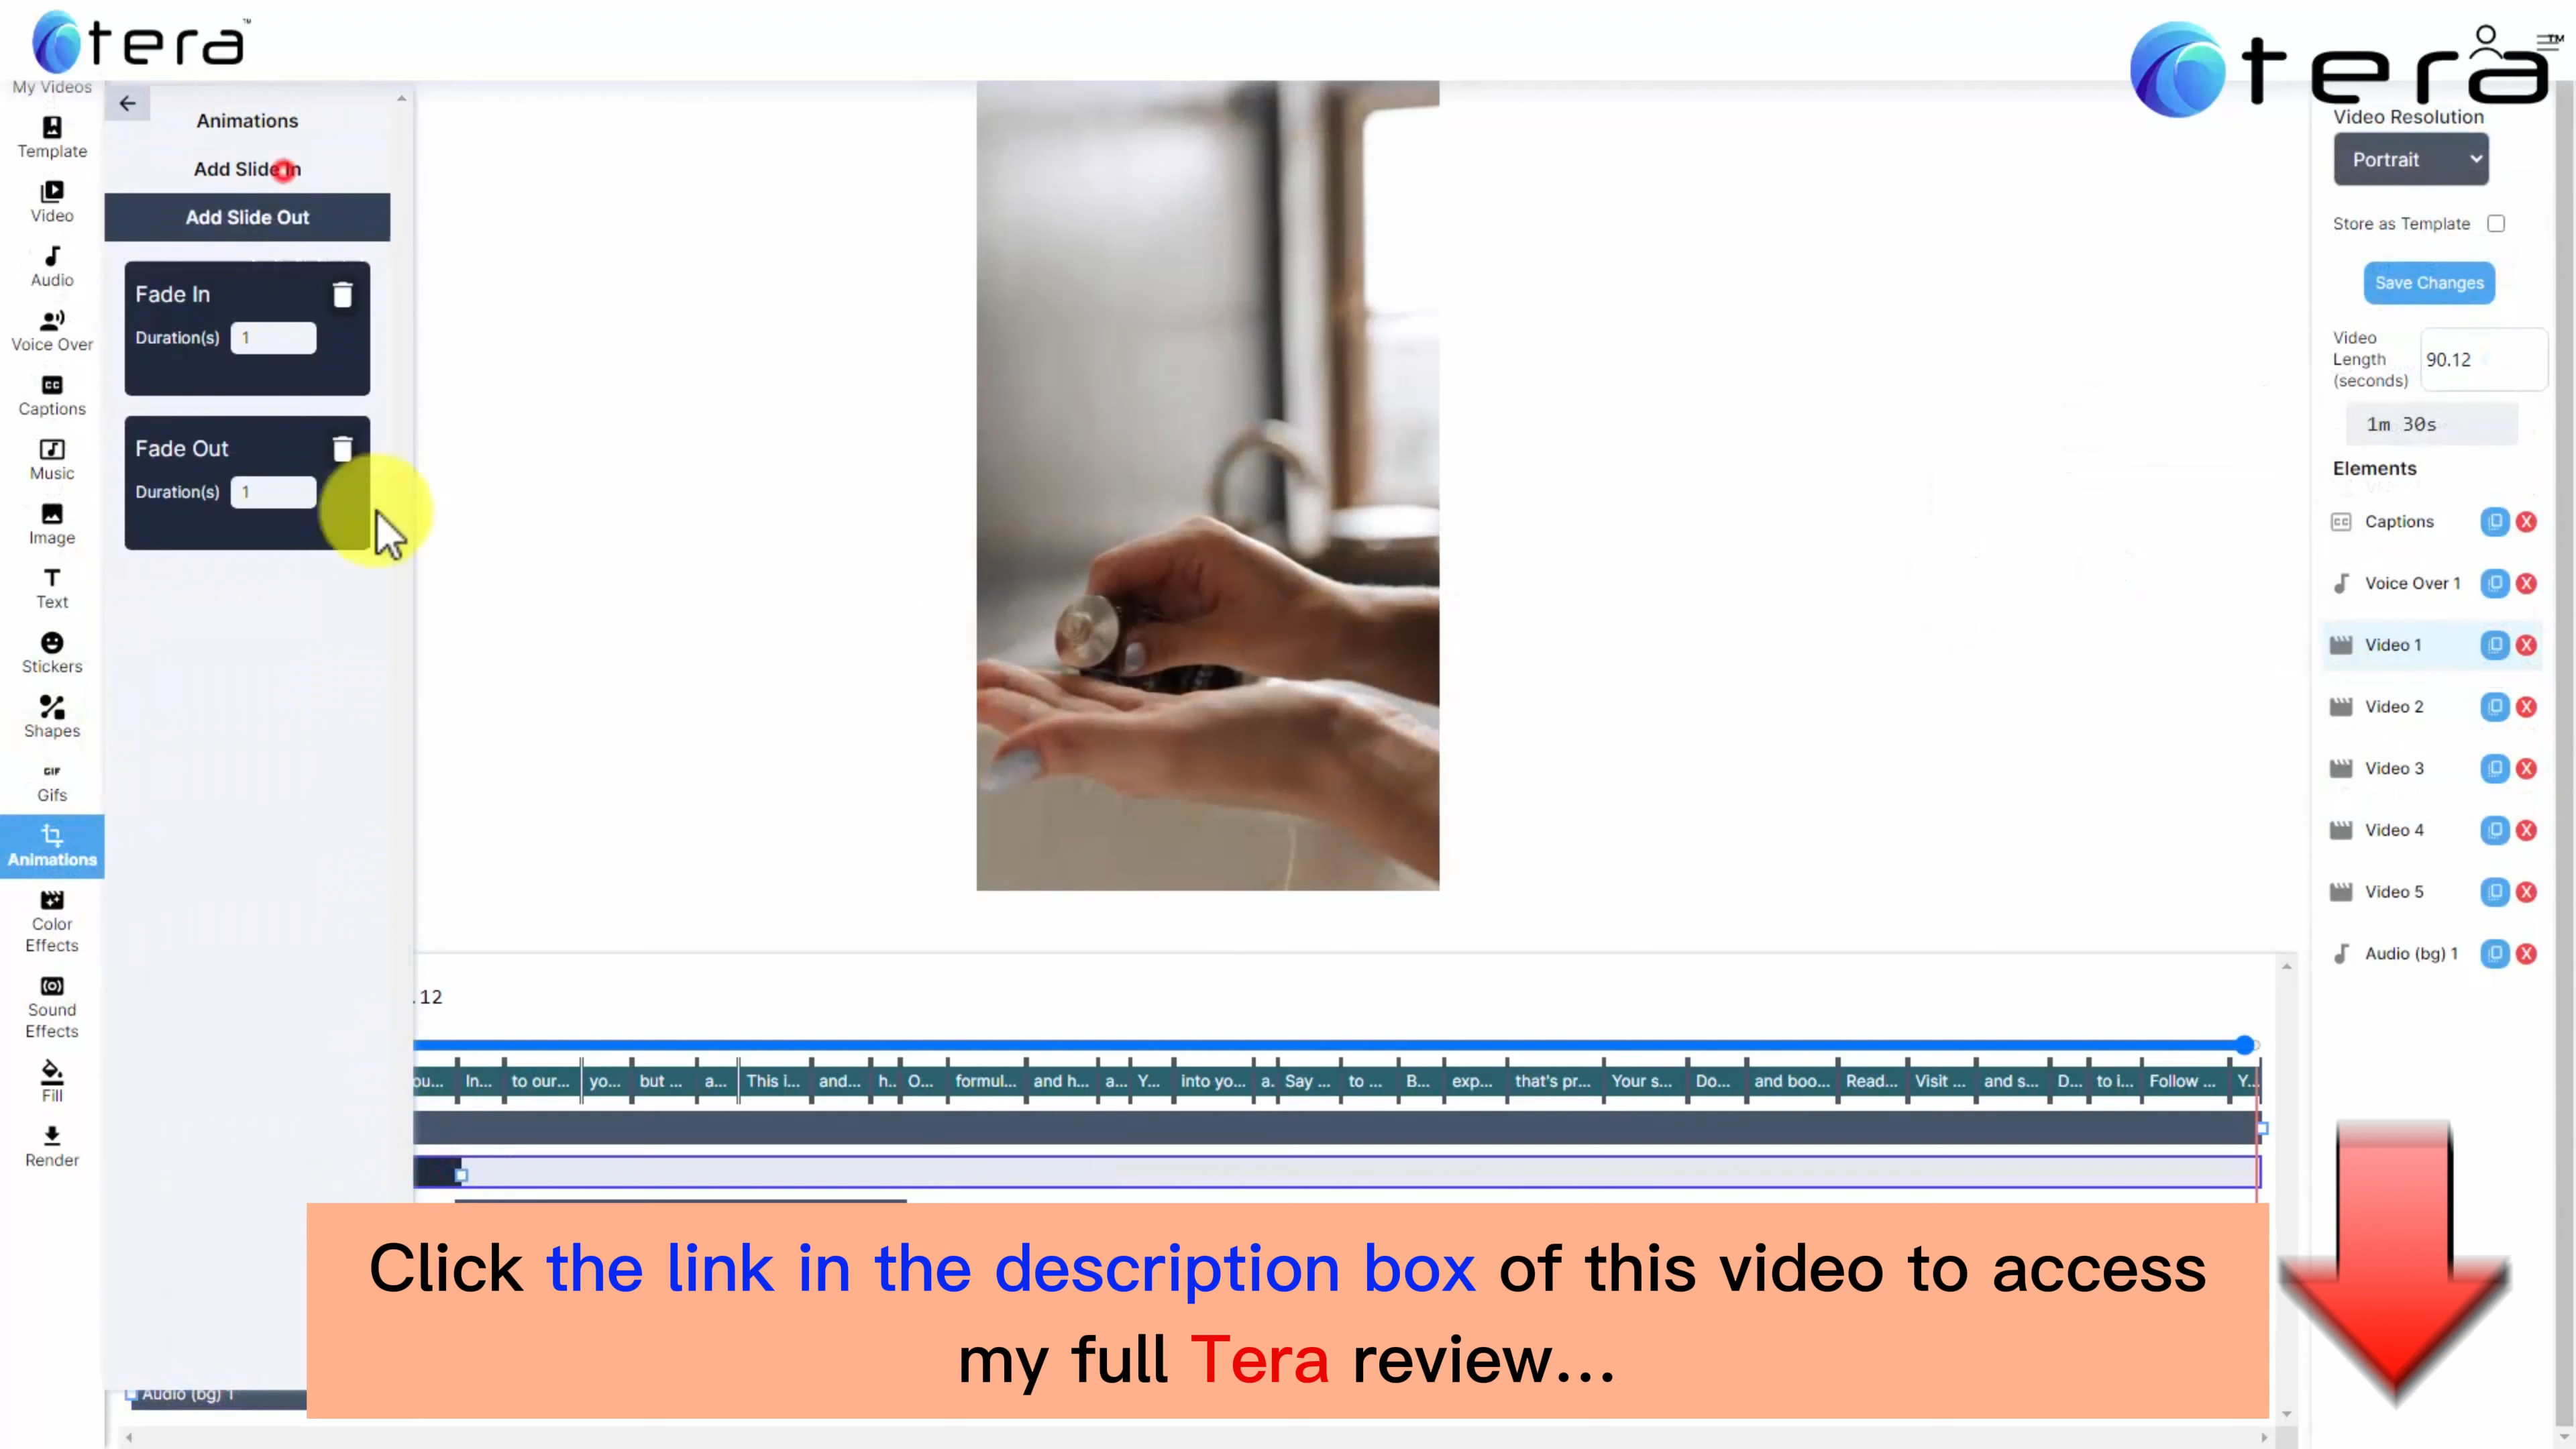 tera™
tera™
My Videos
Template
Video
Audio
Voice Over
CC
Captions
Music
Image
T
Text
Stickers
Shapes
GIF
Gifs
Animations
Color
Effects
Sound
Effects
Fill
Render
Animations
Add Slide In
Add Slide Out
Fade In
Duration(s) 1
Fade Out
Duration(s) 1
Video Resolution
Portrait
Store as Template
Save Changes
Video
Length
(seconds)
90.12
1m 30s
Elements
CC Captions X
Voice Over 1 X
Video 1 X
Video 2 X
Video 3 X
Video 4 X
Video 5 X
Audio (bg) 1 X
.12
ou... In... to our... yo... but ... a... This i... and... h.. O... formul... and h... a... Y... into yo... a. Say ... to ... B... exp... that's pr... Your s... Do... and boo... Read... Visit ... and s... D... to i... Follow ... Y...
Audio (bg) 1
Click the link in the description box of this video to access
my full Tera review...